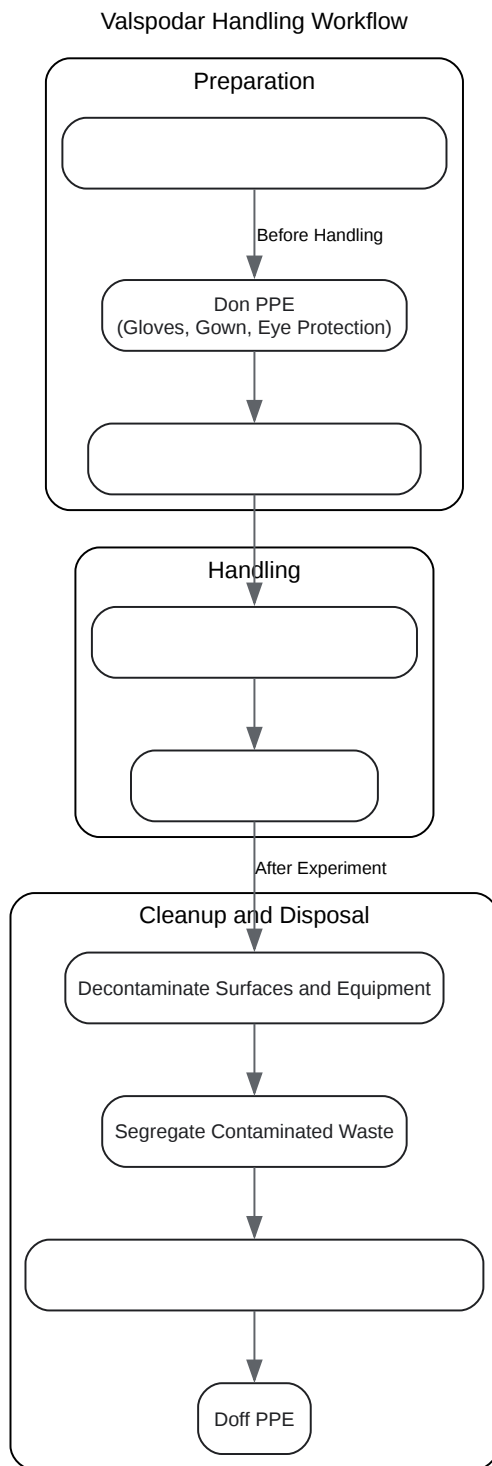 Valspodar Handling Workflow
Preparation
Before Handling
Don PPE
(Gloves, Gown, Eye Protection)
Handling
After Experiment
Cleanup and Disposal
Decontaminate Surfaces and Equipment
Segregate Contaminated Waste
Doff PPE